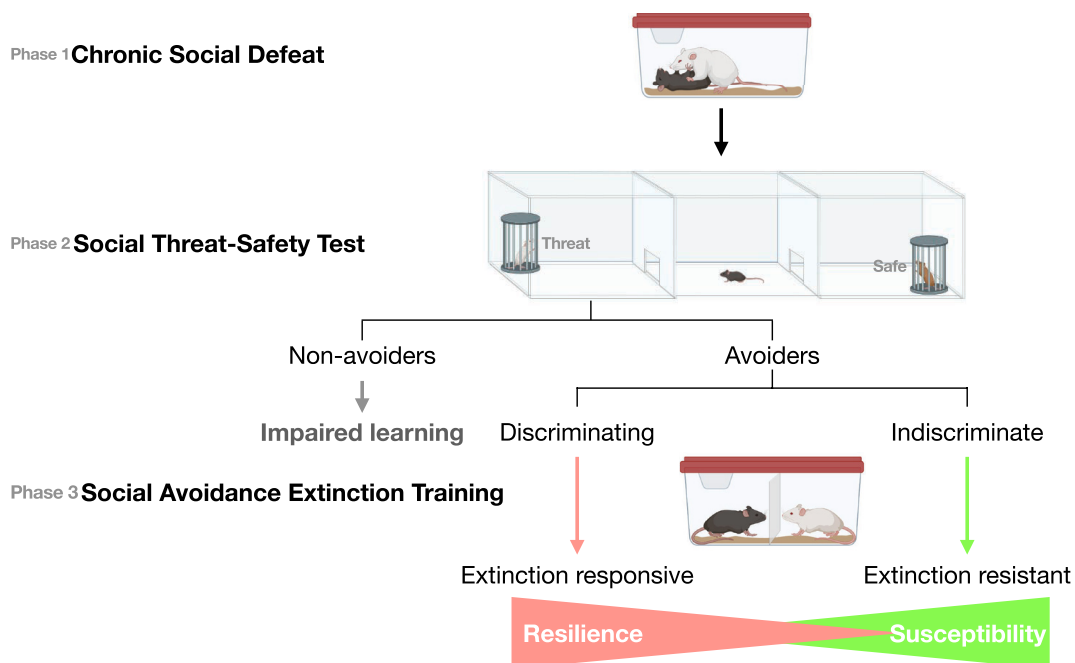 Phase 1 Chronic Social Defeat
Phase 2 Social Threat-Safety Test
Threat
Safe
Non-avoiders
Avoiders
Impaired learning
Discriminating
Indiscriminate
Phase 3 Social Avoidance Extinction Training
Extinction responsive
Extinction resistant
Resilience
Susceptibility